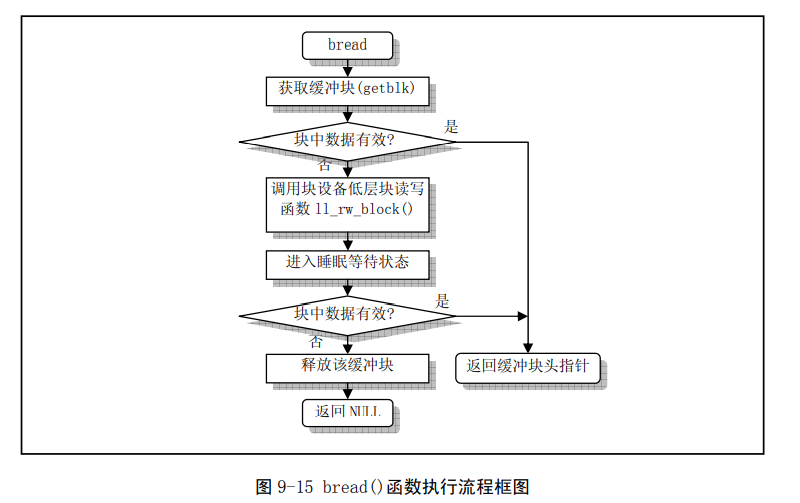 bread
获取缓冲块(getblk)
是
块中数据有效?
否
调用块设备低层块读写
函数 ll_rw_block()
进入睡眠等待状态
是
块中数据有效?
否
释放该缓冲块
返回缓冲块头指针
返回 NULL
图 9-15 bread()函数执行流程框图